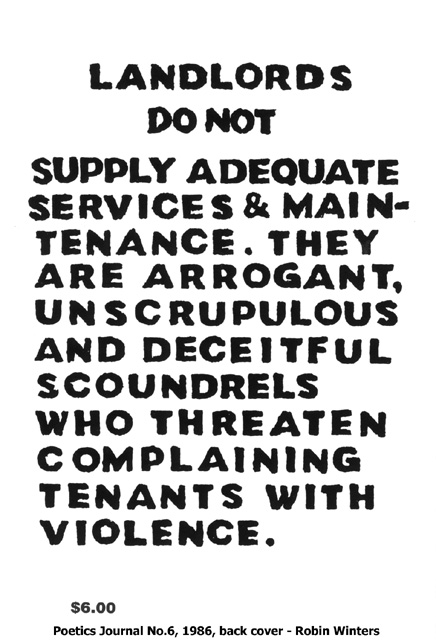 LANDLORDS
DO NOT
SUPPLY ADEQUATE
SERVICES & MAIN-
TENANCE. THEY
ARE ARROGANT,
UNSCRUPULOUS
AND DECEITFUL
SCOUNDRELS
WHO THREATEN
COMPLAINING
TENANTS WITH
VIOLENCE.
$6.00
Poetics Journal No.6, 1986, back cover - Robin Winters